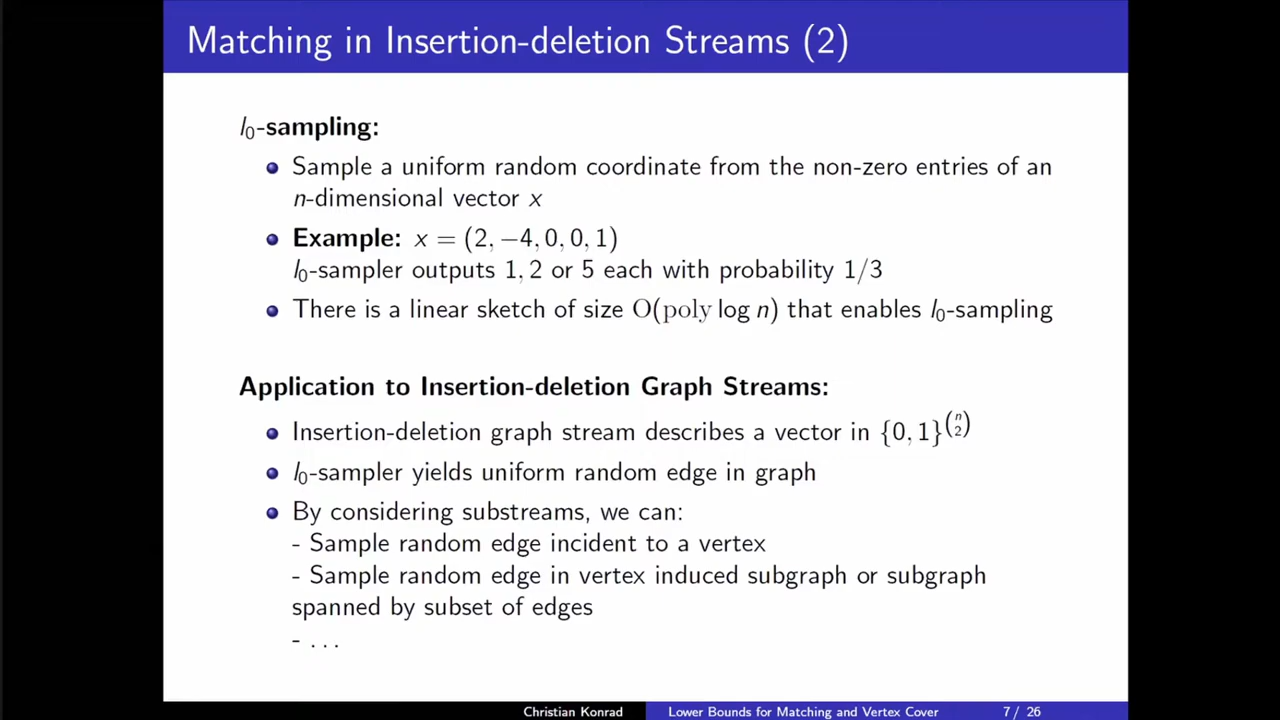 Matching in Insertion-deletion Streams (2)
l₀-sampling:
Sample a uniform random coordinate from the non-zero entries of an
n-dimensional vector x
Example: x = (2, −4, 0, 0, 1)
l₀-sampler outputs 1, 2 or 5 each with probability 1/3
There is a linear sketch of size O(poly log n) that enables l₀-sampling
Application to Insertion-deletion Graph Streams:
Insertion-deletion graph stream describes a vector in {0, 1}^(n 2)
l₀-sampler yields uniform random edge in graph
By considering substreams, we can:
- Sample random edge incident to a vertex
- Sample random edge in vertex induced subgraph or subgraph
spanned by subset of edges
- . . .
Christian Konrad Lower Bounds for Matching and Vertex Cover 7 / 26